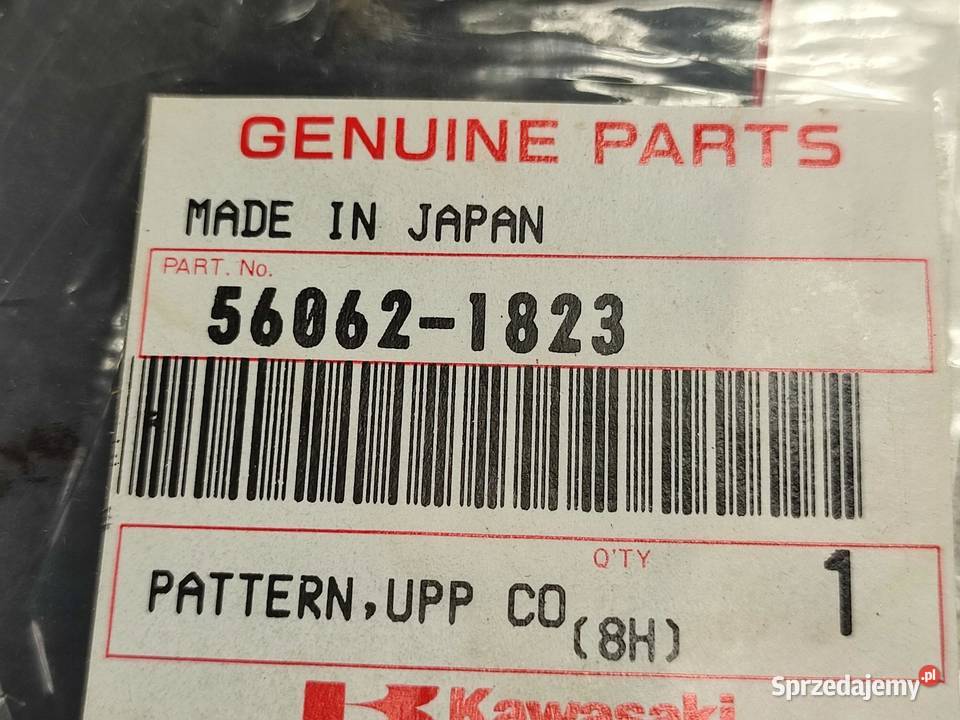 GENUINE PARTS
MADE IN JAPAN
PART. No.
56062-1823
Q'TY
PATTERN,UPP CO(8H) 1
Kawasaki
Sprzedajemy.pl